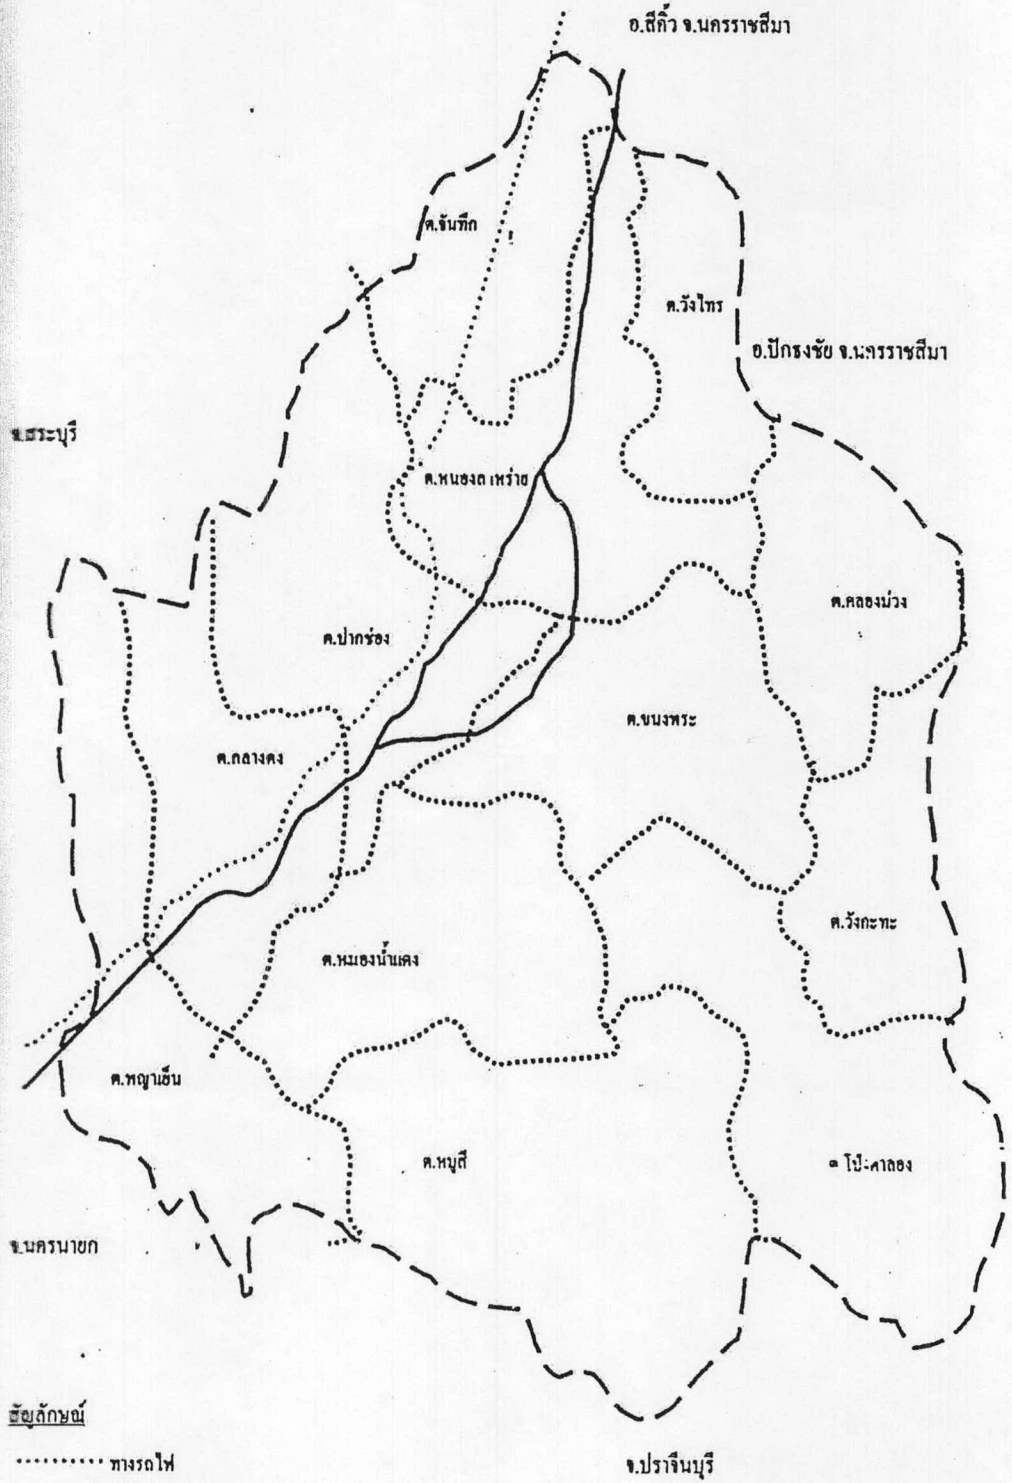 อ.สีคิ้ว จ.นครราชสีมา
ต.จันทึก
ต.วังไทร
อ.ปักธงชัย จ.นครราชสีมา
จ.สระบุรี
ต.หนองสาหร่าย
ต.คลองม่วง
ต.ปากช่อง
ต.ขนงพระ
ต.กลางดง
ต.วังกะทะ
ต.หนองน้ำแดง
ต.พญาเย็น
ต.หมูสี
ต โป่งตาลอง
จ.นครนายก
สัญลักษณ์
ทางรถไฟ
จ.ปราจีนบุรี